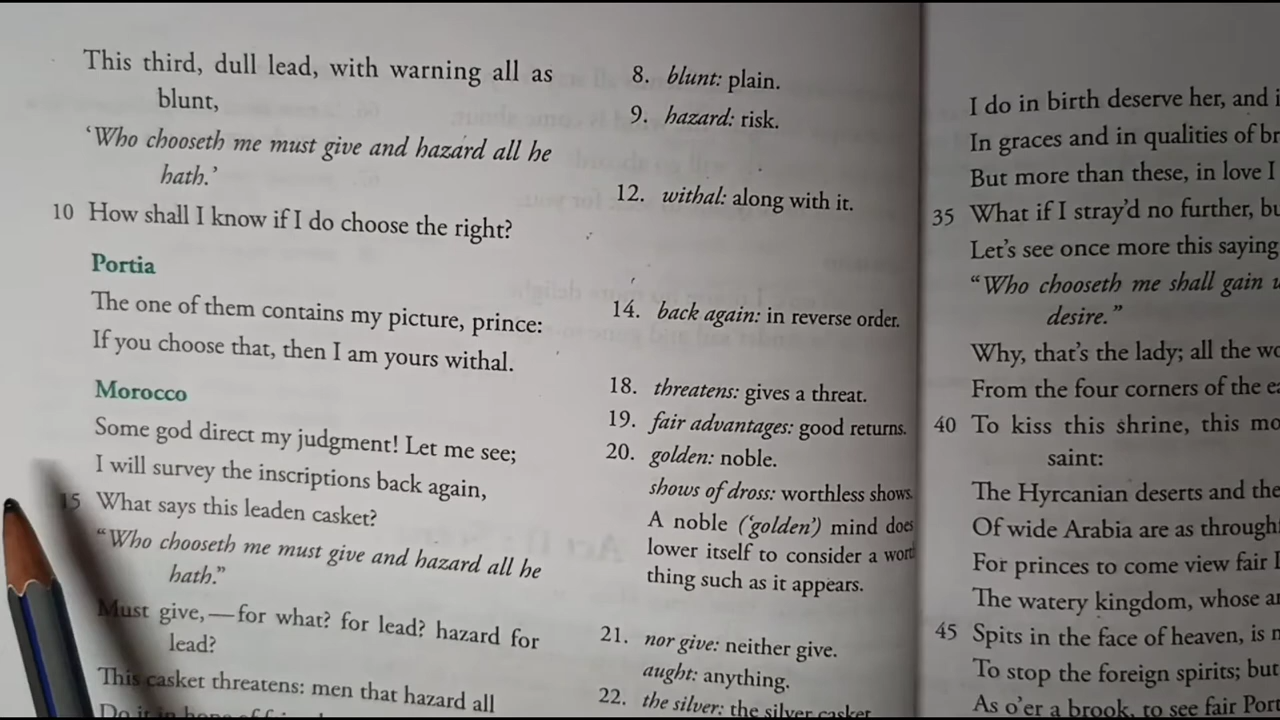 This third, dull lead, with warning all as
blunt,
‘Who chooseth me must give and hazard all he
hath.’
10 How shall I know if I do choose the right?
Portia
The one of them contains my picture, prince:
If you choose that, then I am yours withal.
Morocco
Some god direct my judgment! Let me see;
I will survey the inscriptions back again,
15 What says this leaden casket?
“Who chooseth me must give and hazard all he
hath.”
Must give,—for what? for lead? hazard for
lead?
This casket threatens: men that hazard all
Do it in hope of
8. blunt: plain.
9. hazard: risk.
12. withal: along with it.
14. back again: in reverse order.
18. threatens: gives a threat.
19. fair advantages: good returns.
20. golden: noble.
shows of dross: worthless shows.
A noble (‘golden’) mind does
lower itself to consider a
thing such as it appears.
21. nor give: neither give.
aught: anything.
22. the silver: the silver casket
I do in birth deserve her, and
In graces and in qualities of
But more than these, in love I
35 What if I stray’d no further,
Let’s see once more this saying
“Who chooseth me shall gain
desire.”
Why, that’s the lady; all the
From the four corners of the
40 To kiss this shrine, this
saint:
The Hyrcanian deserts and the
Of wide Arabia are as
For princes to come view fair
The watery kingdom, whose
45 Spits in the face of heaven, is
To stop the foreign spirits; but
As o’er a brook, to see fair